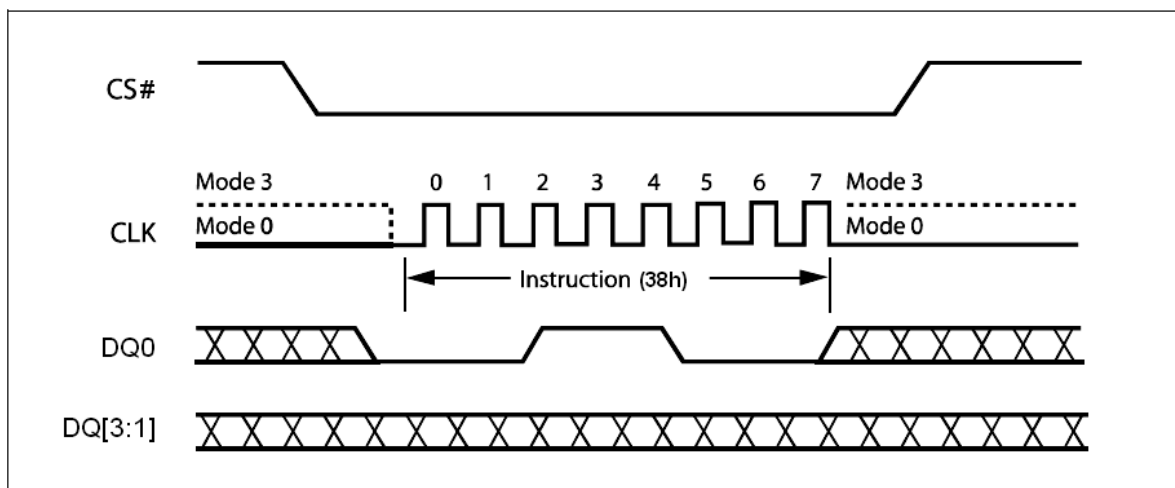 CS#
Mode 3
0 1 2 3 4 5 6 7
Mode 3
CLK
Mode 0
Mode 0
Instruction (38h)
DQ0
DQ[3:1]